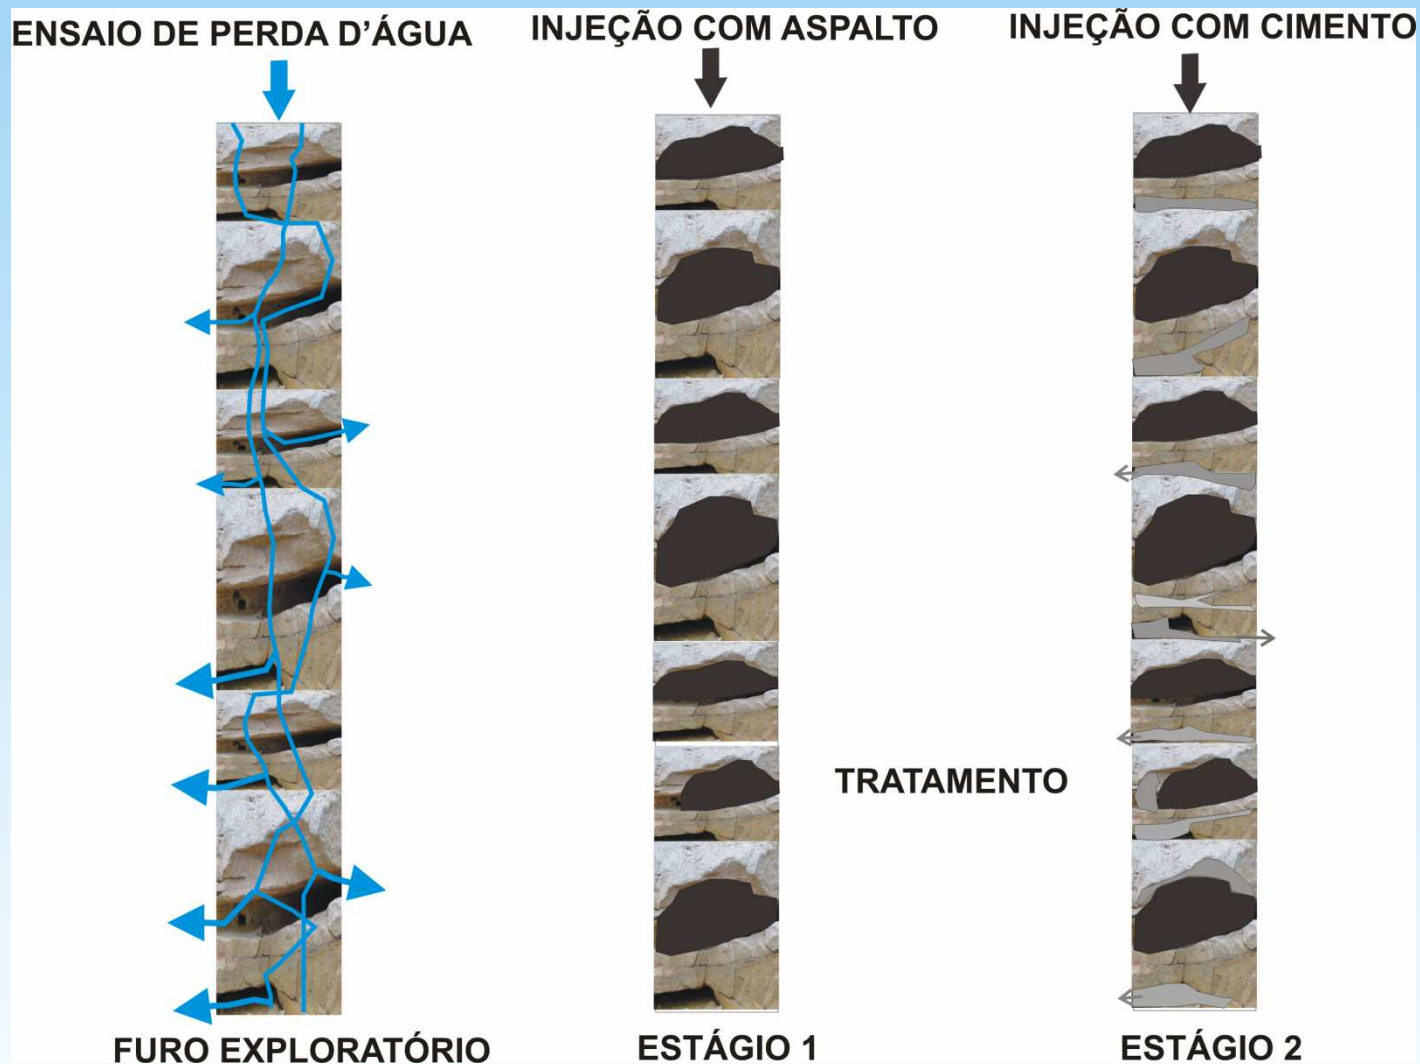 ENSAIO DE PERDA D'ÁGUA
INJEÇÃO COM ASPALTO
INJEÇÃO COM CIMENTO
TRATAMENTO
FURO EXPLORATÓRIO
ESTÁGIO 1
ESTÁGIO 2